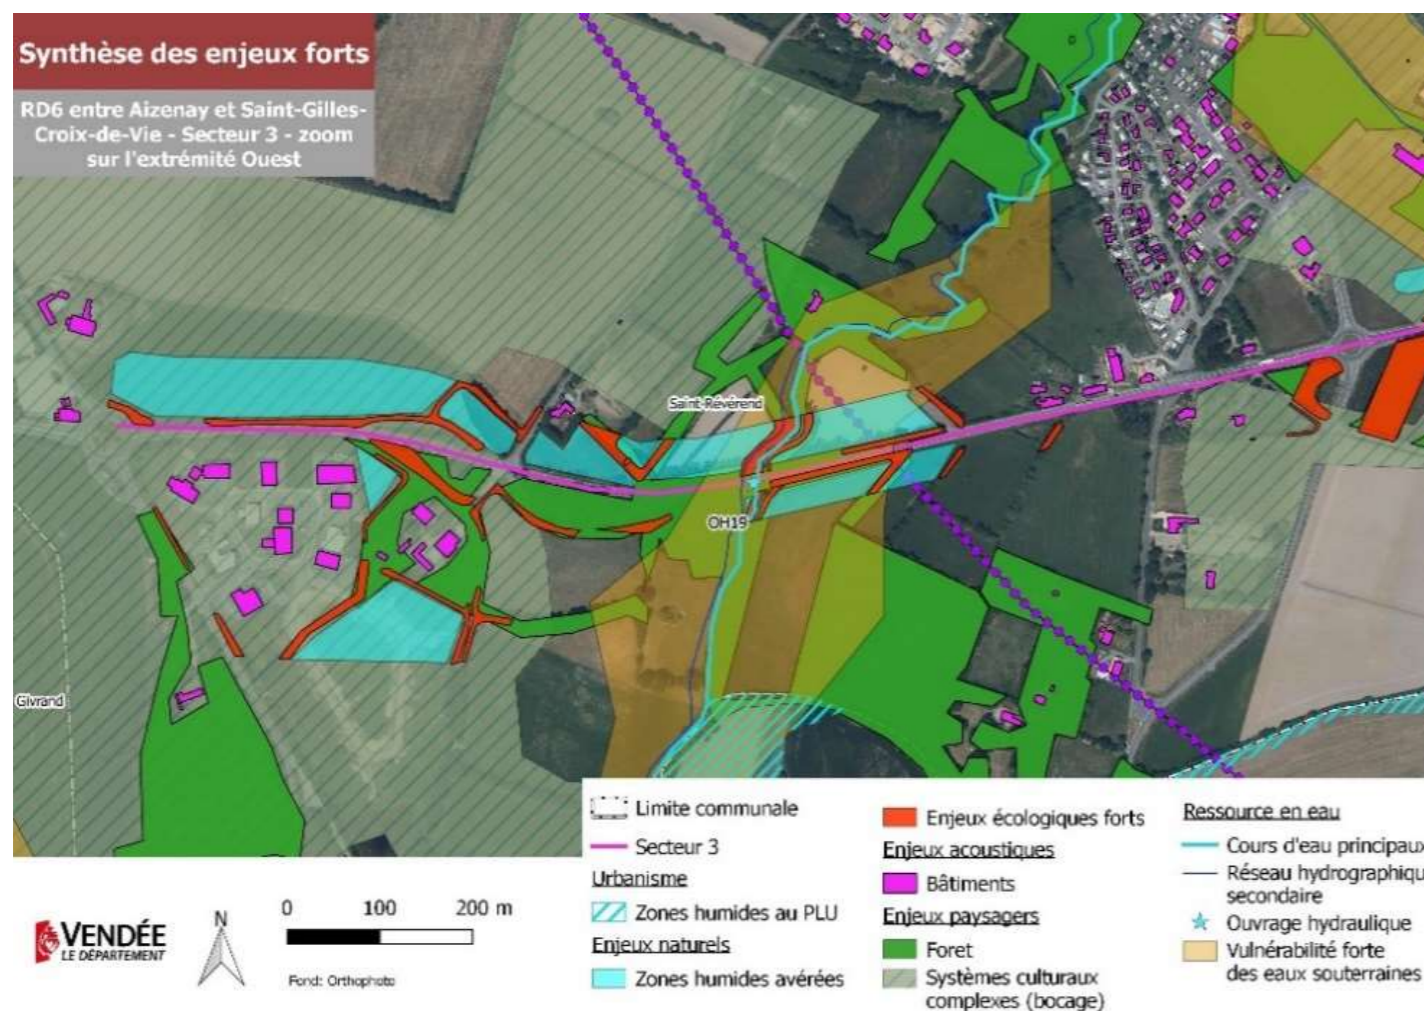 Synthèse des enjeux forts
RD6 entre Aizenay et Saint-Gilles-
Croix-de-Vie - Secteur 3 - zoom
sur l'extrémité Ouest
Saint-Révérend
OH19
Givrand
Limite communale
Secteur 3
Urbanisme
Zones humides au PLU
Enjeux naturels
Zones humides avérées
Enjeux écologiques forts
Enjeux acoustiques
Bâtiments
Enjeux paysagers
Foret
Systèmes culturaux
complexes (bocage)
Ressource en eau
Cours d'eau principaux
Réseau hydrographiqu
secondaire
Ouvrage hydraulique
Vulnérabilité forte
des eaux souterraines
VENDÉE
LE DÉPARTEMENT
N
0 100 200 m
Fond: Orthophoto